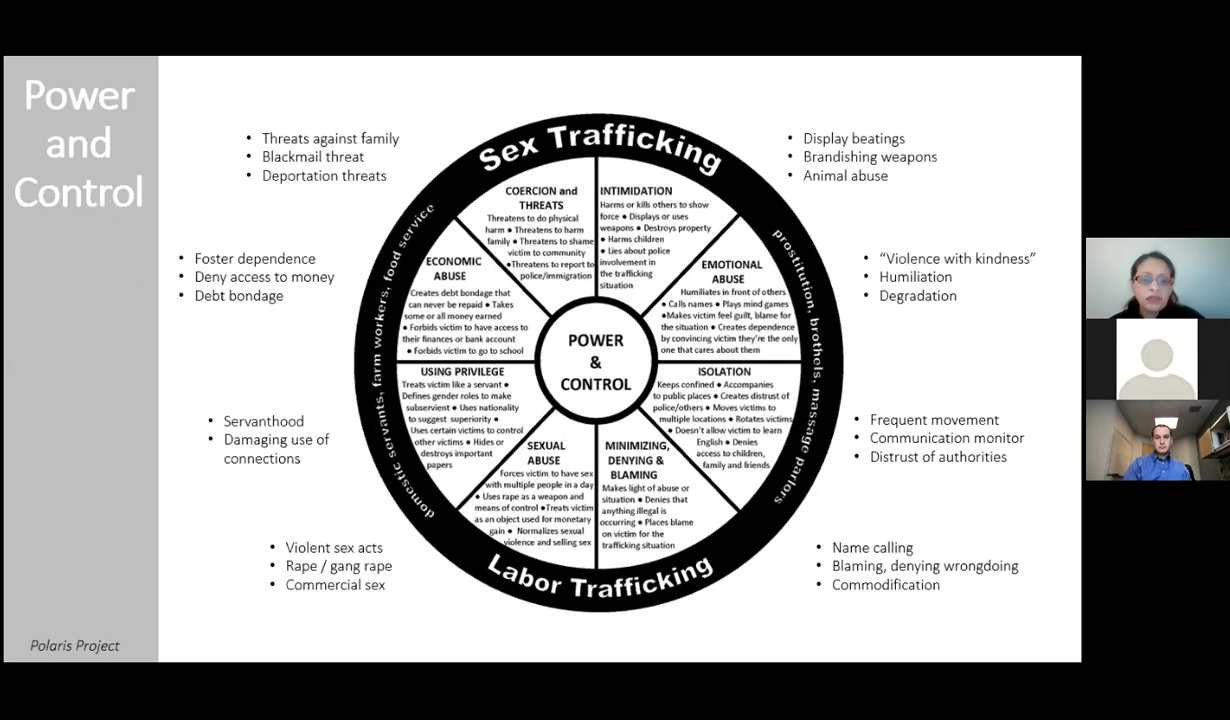 Power
and
Control
• Threats against family
• Blackmail threat
• Deportation threats
• Display beatings
• Brandishing weapons
• Animal abuse
• Foster dependence
• Deny access to money
• Debt bondage
• "Violence with kindness"
• Humiliation
• Degradation
• Servanthood
• Damaging use of
connections
• Frequent movement
• Communication monitor
• Distrust of authorities
• Violent sex acts
• Rape / gang rape
• Commercial sex
• Name calling
• Blaming, denying wrongdoing
• Commodification
Sex Trafficking
domestic servants, farm workers, food service
prostitution, brothels, massage parlors
Labor Trafficking
POWER
&
CONTROL
COERCION and
THREATS
Threatens to do physical
harm • Threatens to harm
family • Threatens to shame
victim to community
•Threatens to report to
police/immigration
INTIMIDATION
Harms or kills others to show
force • Displays or uses
weapons • Destroys property
• Harms children
• Lies about police
involvement in
the trafficking
situation
ECONOMIC
ABUSE
Creates debt bondage that
can never be repaid • Takes
some or all money earned
• Forbids victim to have access to
their finances or bank account
• Forbids victim to go to school
EMOTIONAL
ABUSE
Humiliates in front of others
• Calls names • Plays mind games
•Makes victim feel guilt, blame for
the situation • Creates dependence
by convincing victim they're the only
one that cares about them
USING PRIVILEGE
Treats victim like a servant •
Defines gender roles to make
subservient • Uses nationality
to suggest superiority •
Uses certain victims to control
other victims • Hides or
destroys important
papers
ISOLATION
Keeps confined • Accompanies
to public places • Creates distrust of
police/others • Moves victims to
multiple locations • Rotates victims
• Doesn't allow victim to learn
English • Denies
access to children,
family and friends
SEXUAL
ABUSE
Forces victim to have sex
with multiple people in a day
• Uses rape as a weapon and
means of control •Treats victim
as an object used for monetary
gain • Normalizes sexual
violence and selling sex
MINIMIZING,
DENYING &
BLAMING
Makes light of abuse or
situation • Denies that
anything illegal is
occurring • Places blame
on victim for the
trafficking situation
Polaris Project